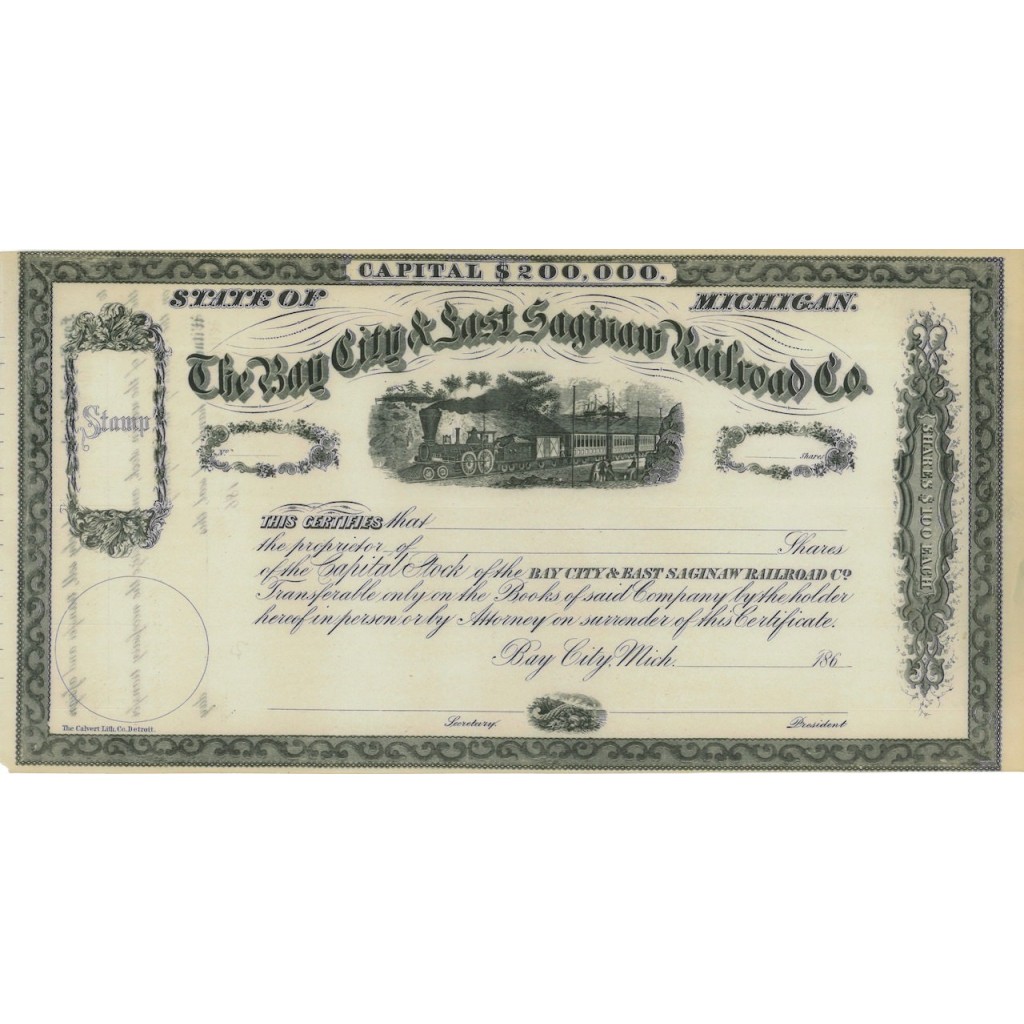 CAPITAL $200,000.
STATE OF MICHIGAN.
The Bay City & East Saginaw Railroad Co.
Stamp
No.
Shares
SHARES $100 EACH
THIS CERTIFIES that
the proprietor of Shares
of the Capital Stock of the BAY CITY & EAST SAGINAW RAILROAD CO
Transferable only on the Books of said Company by the holder
hereof in person or by Attorney on surrender of this Certificate.
Bay City, Mich. 186
Secretary. President
The Calvert Lith. Co. Detroit.